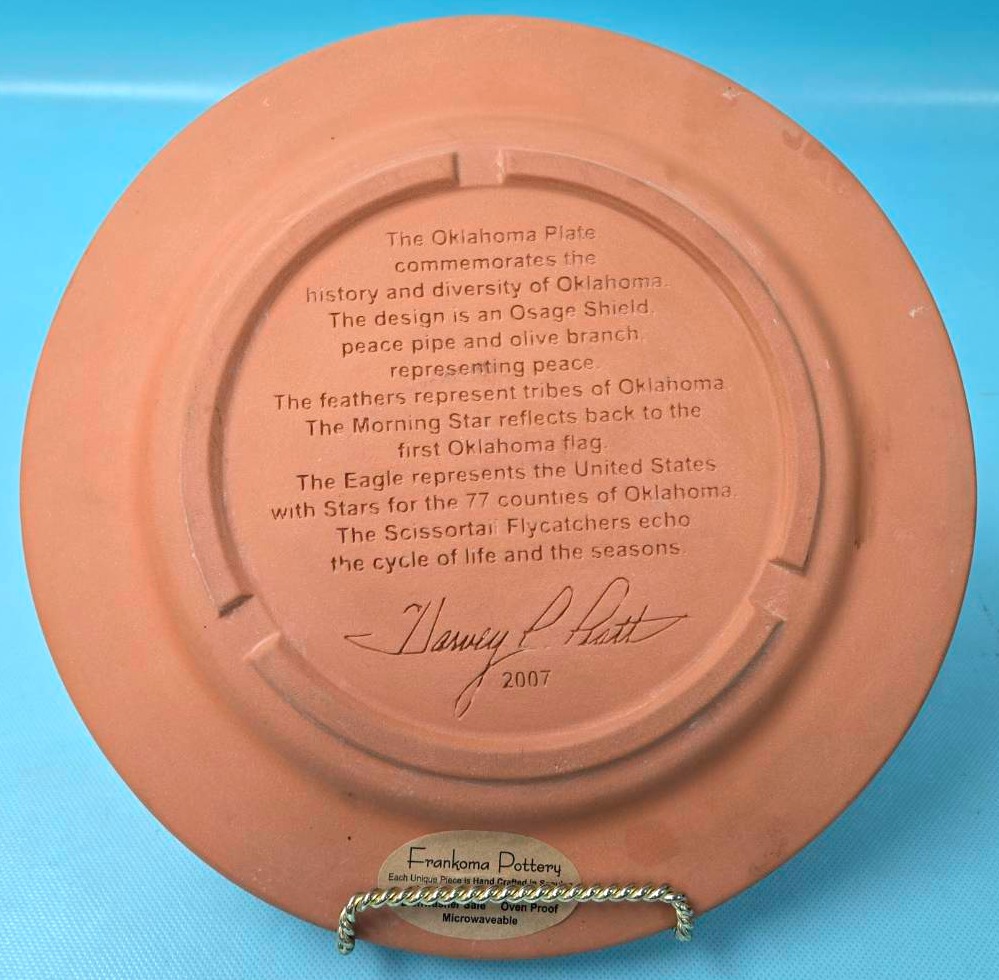 The Oklahoma Plate
commemorates the
history and diversity of Oklahoma.
The design is an Osage Shield,
peace pipe and olive branch,
representing peace.
The feathers represent tribes of Oklahoma.
The Morning Star reflects back to the
first Oklahoma flag.
The Eagle represents the United States
with Stars for the 77 counties of Oklahoma.
The Scissortail Flycatchers echo
the cycle of life and the seasons.
Harvey P. Pratt
2007
Frankoma Pottery
Each Unique Piece is Hand Crafted in
Safe Oven Proof
Microwaveable